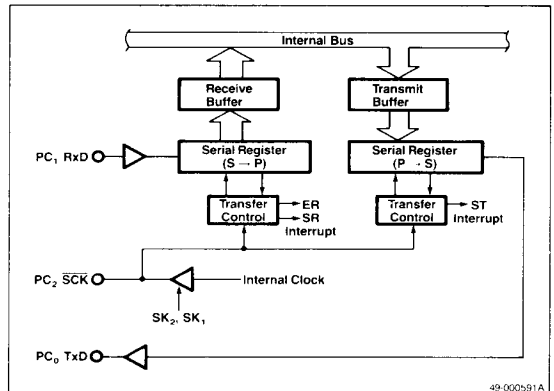 Internal Bus
Receive
Buffer
Transmit
Buffer
PC₁ RxD
Serial Register
(S → P)
Serial Register
(P → S)
Transfer
Control
ER
SR
Interrupt
Transfer
Control
ST
Interrupt
PC₂ S̅C̅K̅
Internal Clock
SK₂, SK₁
PC₀ TxD
49-000591A